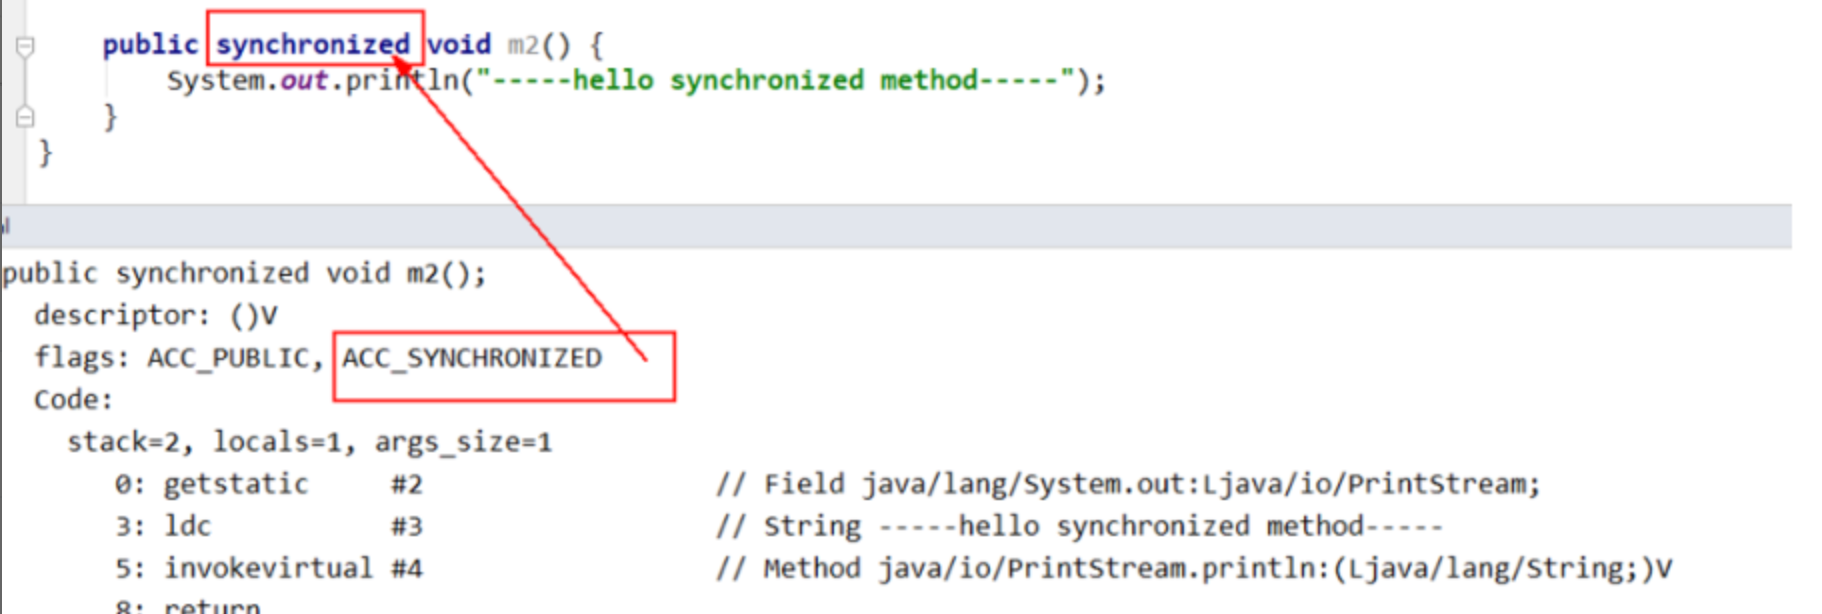 public synchronized void m2() {
System.out.println("-----hello synchronized method-----");
}
}
public synchronized void m2();
descriptor: ()V
flags: ACC_PUBLIC, ACC_SYNCHRONIZED
Code:
stack=2, locals=1, args_size=1
0: getstatic #2 // Field java/lang/System.out:Ljava/io/PrintStream;
3: ldc #3 // String -----hello synchronized method-----
5: invokevirtual #4 // Method java/io/PrintStream.println:(Ljava/lang/String;)V
8: return